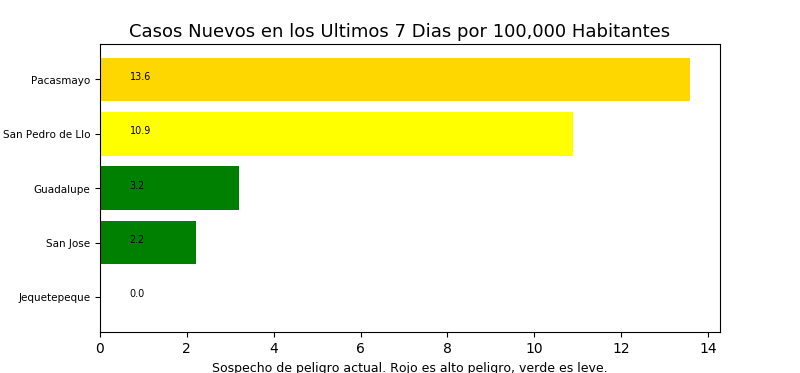 Casos Nuevos en los Ultimos 7 Dias por 100,000 Habitantes
Pacasmayo 13.6
San Pedro de Llo 10.9
Guadalupe 3.2
San Jose 2.2
Jequetepeque 0.0
0 2 4 6 8 10 12 14
Sospecho de peligro actual. Rojo es alto peligro, verde es leve.